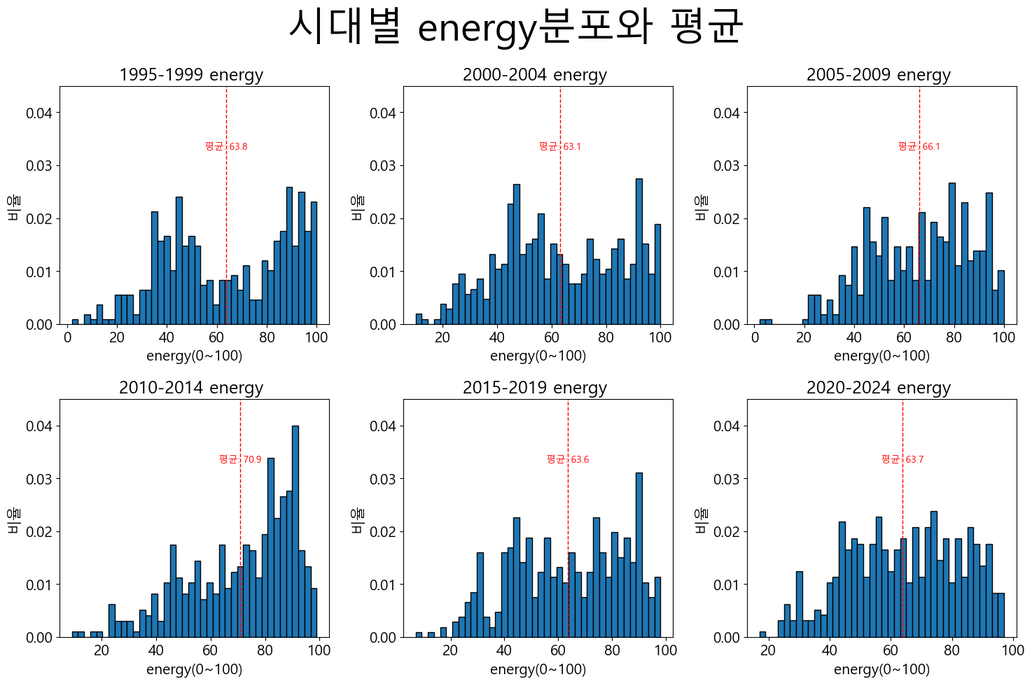 시대별 energy분포와 평균
1995-1999 energy
2000-2004 energy
2005-2009 energy
비율
0.04
0.03
0.02
0.01
0.00
평균: 63.8
0 20 40 60 80 100
energy(0~100)
비율
0.04
0.03
0.02
0.01
0.00
평균: 63.1
20 40 60 80 100
energy(0~100)
비율
0.04
0.03
0.02
0.01
0.00
평균: 66.1
0 20 40 60 80 100
energy(0~100)
2010-2014 energy
2015-2019 energy
2020-2024 energy
비율
0.04
0.03
0.02
0.01
0.00
평균: 70.9
20 40 60 80 100
energy(0~100)
비율
0.04
0.03
0.02
0.01
0.00
평균: 63.6
20 40 60 80 100
energy(0~100)
비율
0.04
0.03
0.02
0.01
0.00
평균: 63.7
20 40 60 80 100
energy(0~100)